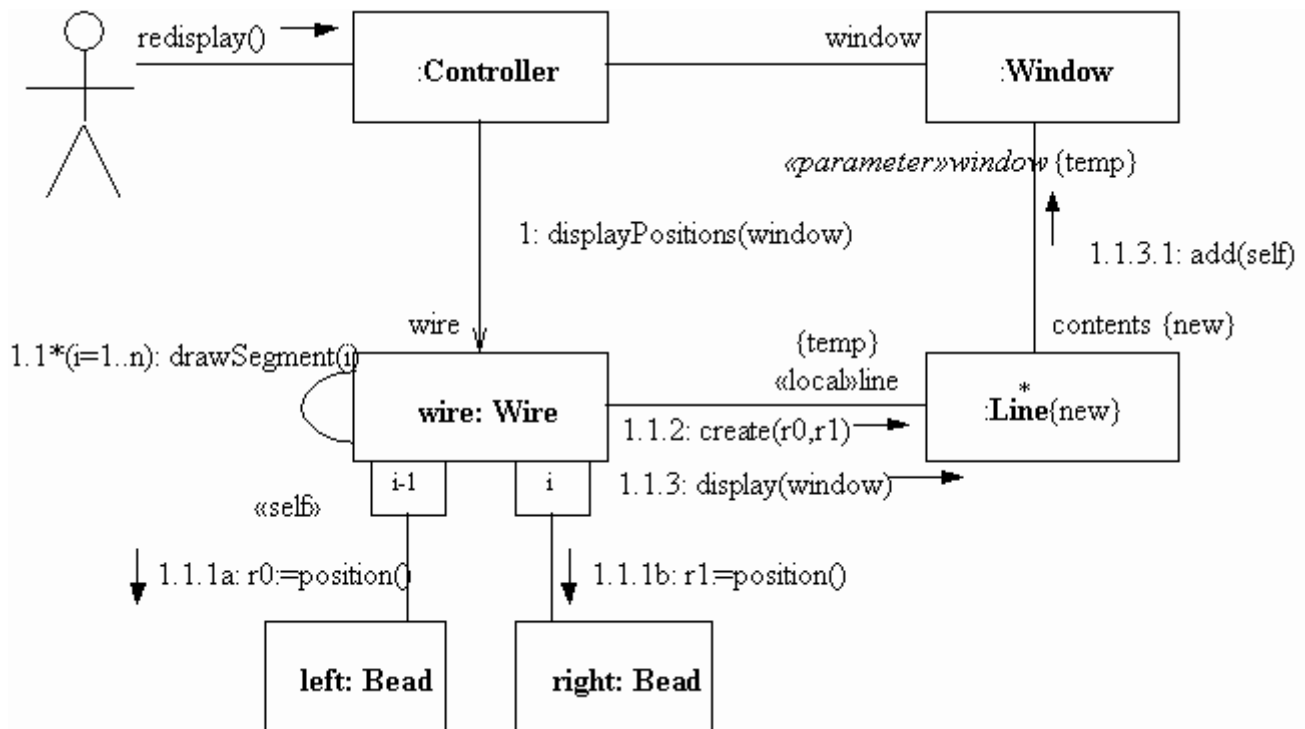 redisplay()
:Controller
window
:Window
«parameter»window {temp}
1: displayPositions(window)
1.1.3.1: add(self)
wire
contents {new}
1.1*(i=1..n): drawSegment(i)
{temp}
«local»line
wire: Wire
*
:Line{new}
1.1.2: create(r0,r1)
i-1
i
1.1.3: display(window)
«self»
1.1.1a: r0:=position()
1.1.1b: r1:=position()
left: Bead
right: Bead